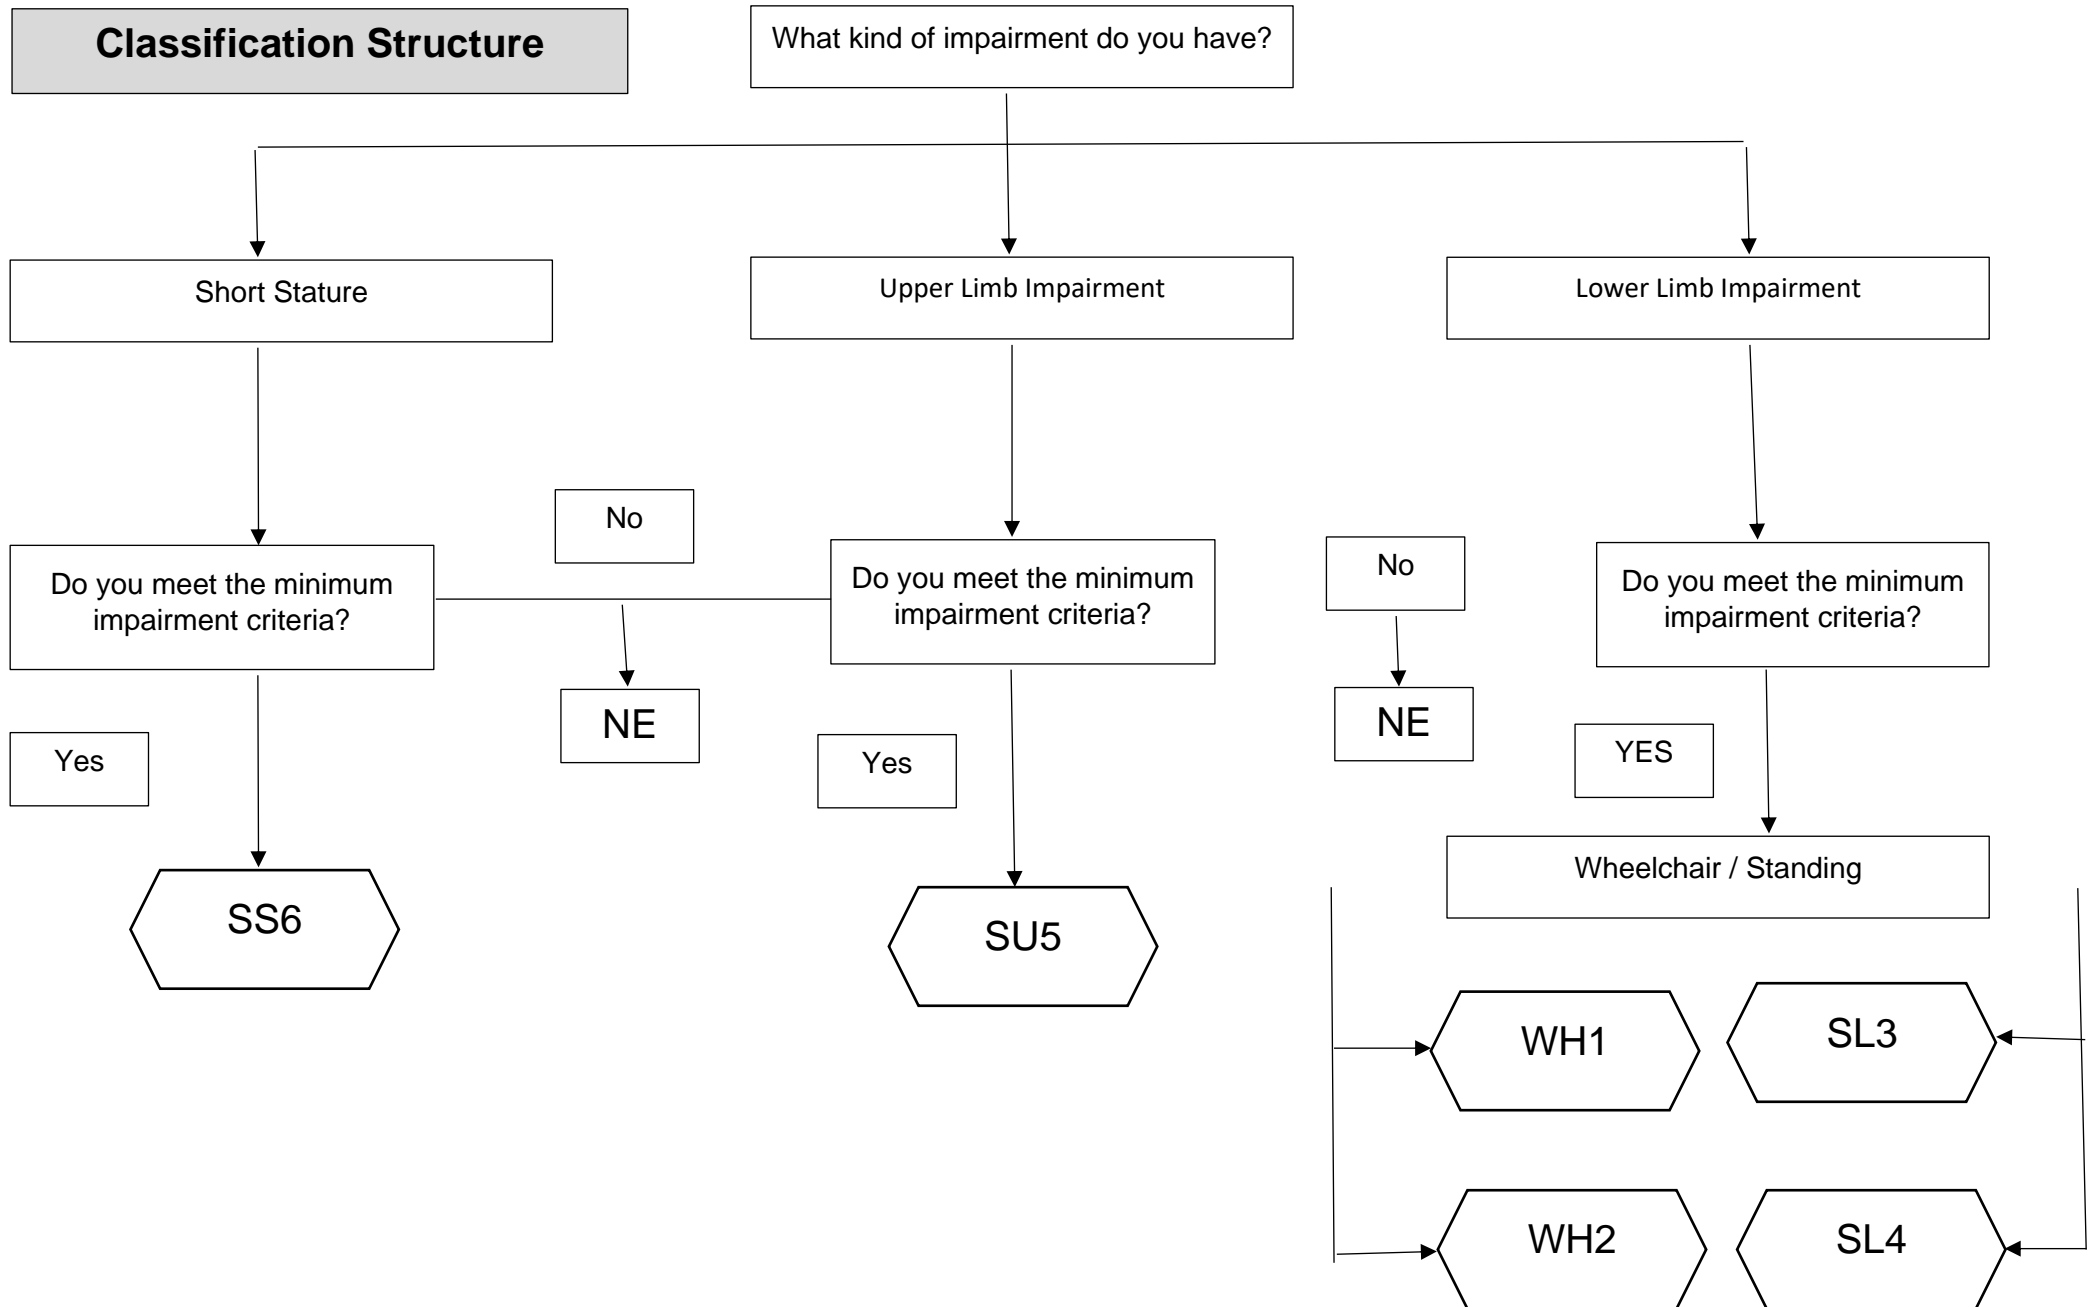 Classification Structure
What kind of impairment do you have?
Short Stature
Upper Limb Impairment
Lower Limb Impairment
No
No
Do you meet the minimum
impairment criteria?
Do you meet the minimum
impairment criteria?
Do you meet the minimum
impairment criteria?
NE
NE
Yes
Yes
YES
Wheelchair / Standing
SS6
SU5
WH1
SL3
WH2
SL4